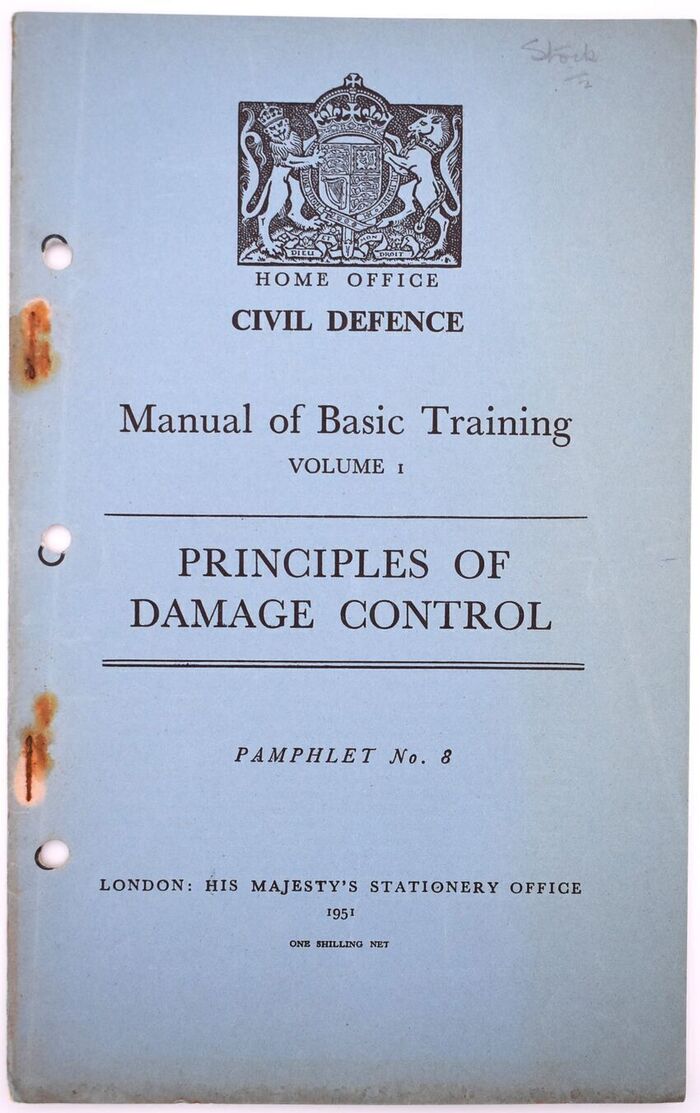 Stock
DIEU ET MON DROIT
HOME OFFICE
CIVIL DEFENCE
Manual of Basic Training
VOLUME I
PRINCIPLES OF
DAMAGE CONTROL
PAMPHLET No. 8
LONDON: HIS MAJESTY'S STATIONERY OFFICE
1951
ONE SHILLING NET